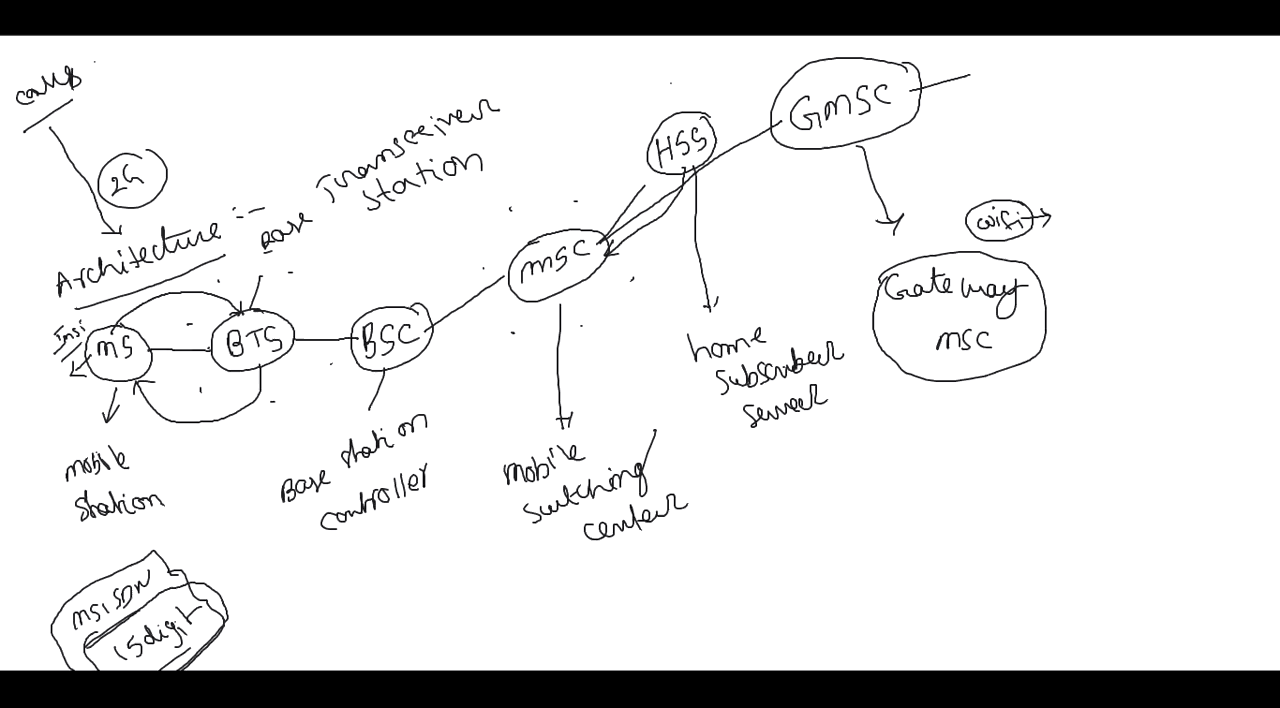 calls
2G
Architecture :-
Base Transceiver
station
Imsi
MS
BTS
BSC
MSC
HSS
GMSC
wifi
Gateway
MSC
home
subscriber
server
mobile
station
Base station
controller
mobile
switching
center
MSISDN
15digit